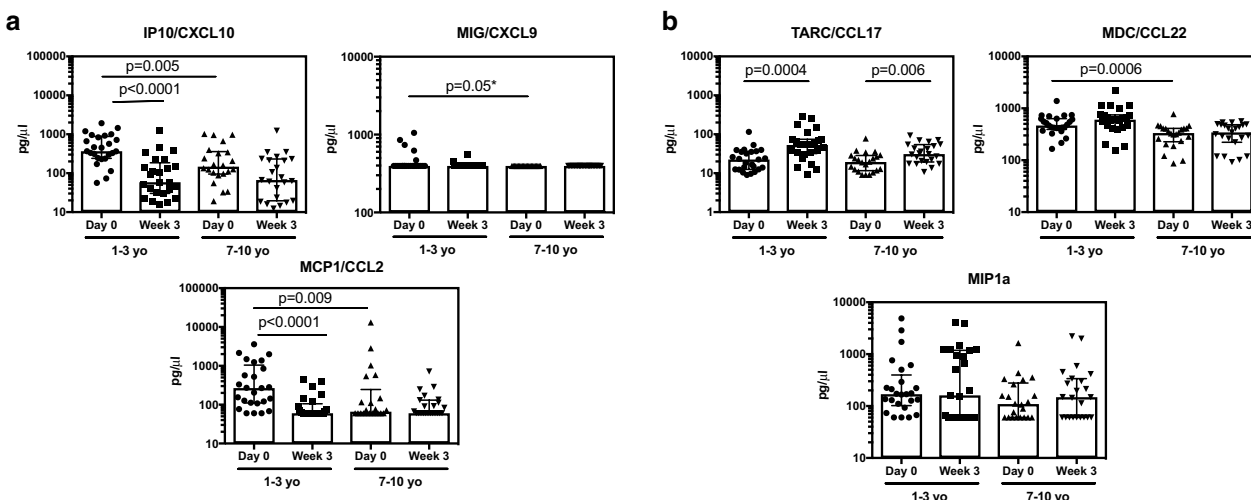 a
IP10/CXCL10
pg/µl
100000
10000
1000
100
10
p=0.005
p<0.0001
Day 0 Week 3 Day 0 Week 3
1-3 yo 7-10 yo
MIG/CXCL9
pg/µl
10000
1000
100
p=0.05*
Day 0 Week 3 Day 0 Week 3
1-3 yo 7-10 yo
MCP1/CCL2
pg/µl
100000
10000
1000
100
10
p=0.009
p<0.0001
Day 0 Week 3 Day 0 Week 3
1-3 yo 7-10 yo
b
TARC/CCL17
pg/µl
10000
1000
100
10
1
p=0.0004
p=0.006
Day 0 Week 3 Day 0 Week 3
1-3 yo 7-10 yo
MDC/CCL22
pg/µl
10000
1000
100
10
p=0.0006
Day 0 Week 3 Day 0 Week 3
1-3 yo 7-10 yo
MIP1a
pg/µl
10000
1000
100
10
Day 0 Week 3 Day 0 Week 3
1-3 yo 7-10 yo